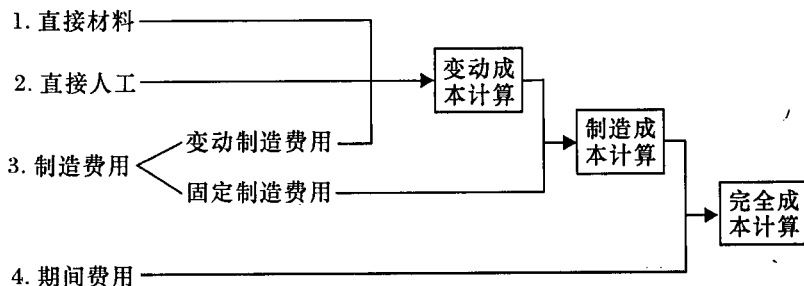 1. 直接材料
2. 直接人工
变动成
本计算
3. 制造费用
变动制造费用
固定制造费用
制造成
本计算
完全成
本计算
4. 期间费用